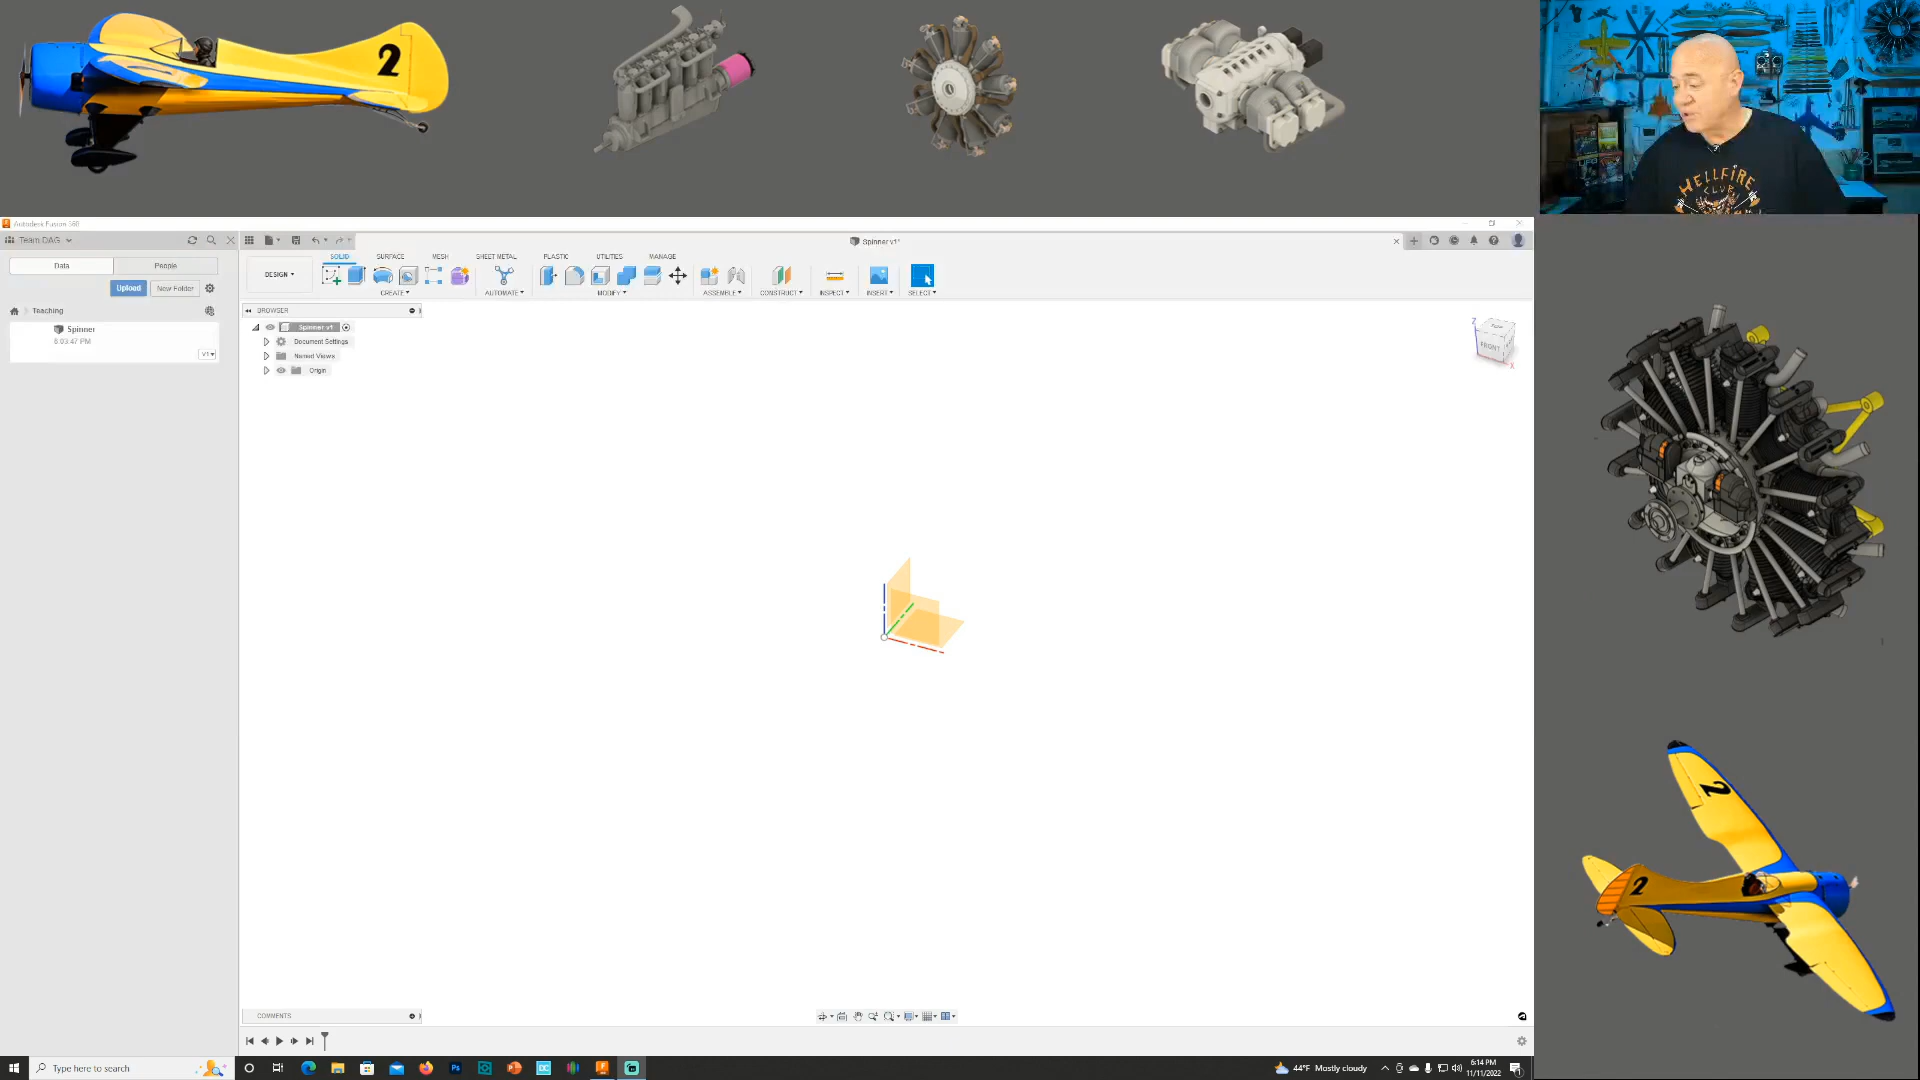 2
HELLFIRE
CLUB
Autodesk Fusion 360
Team DAG
Data
People
Upload
New Folder
Teaching
Spinner
6:03:47 PM
V1
Spinner v1*
DESIGN
SOLID
SURFACE
MESH
SHEET METAL
PLASTIC
UTILITIES
MANAGE
CREATE
AUTOMATE
MODIFY
ASSEMBLE
CONSTRUCT
INSPECT
INSERT
SELECT
BROWSER
Spinner v1
Document Settings
Named Views
Origin
Z
FRONT
X
2
2
COMMENTS
Type here to search
44°F Mostly cloudy
6:14 PM
11/11/2022